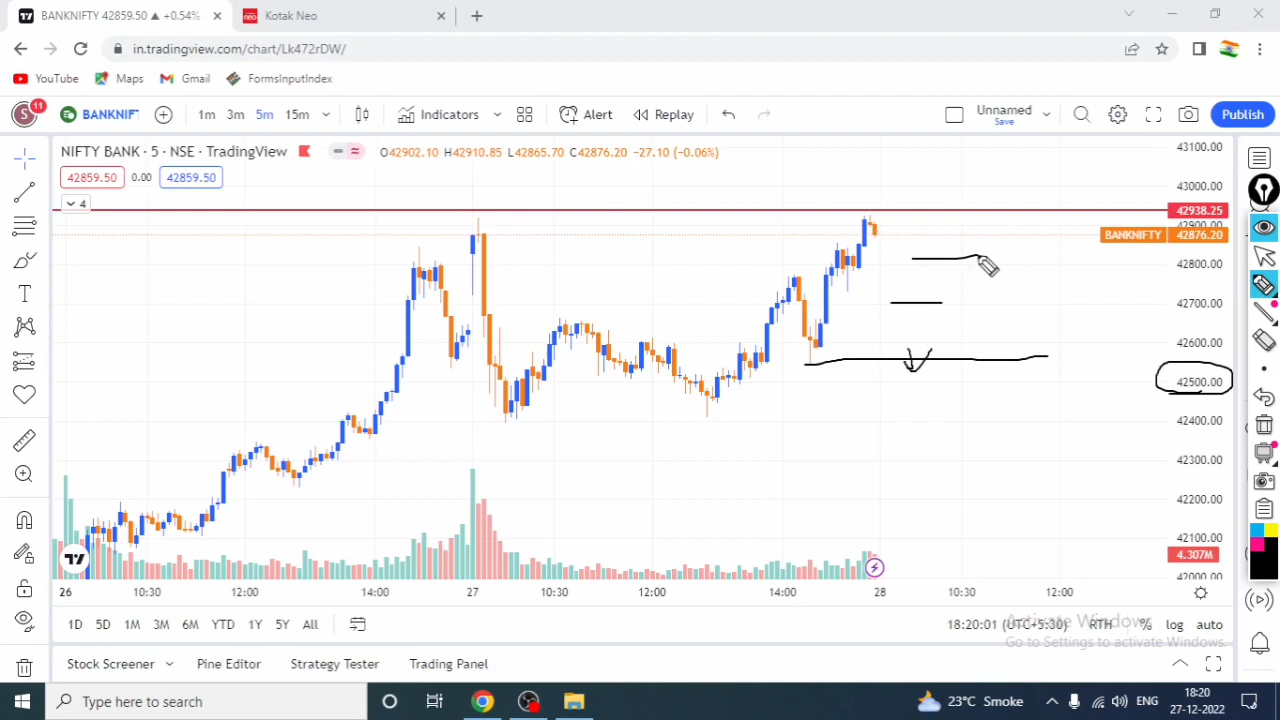 BANKNIFTY 42859.50 ▲ +0.54%
Kotak Neo
in.tradingview.com/chart/Lk472rDW/
YouTube Maps Gmail FormsInputIndex
S 11 BANKNIF 1m 3m 5m 15m Indicators Alert Replay Unnamed Save Publish
NIFTY BANK · 5 · NSE · TradingView O42902.10 H42910.85 L42865.70 C42876.20 −27.10 (−0.06%)
42859.50 0.00 42859.50
4
43100.00
43000.00
42938.25
42900.00
BANKNIFTY 42876.20
42800.00
42700.00
42600.00
42500.00
42400.00
42300.00
42200.00
42100.00
4.307M
42000.00
26 10:30 12:00 14:00 27 10:30 12:00 14:00 28 10:30 12:00
1D 5D 1M 3M 6M YTD 1Y 5Y All 18:20:01 (UTC+5:30) RTH % log auto
Activate Windows
Go to Settings to activate Windows.
Stock Screener Pine Editor Strategy Tester Trading Panel
Type here to search 23°C Smoke ENG 18:20
27-12-2022